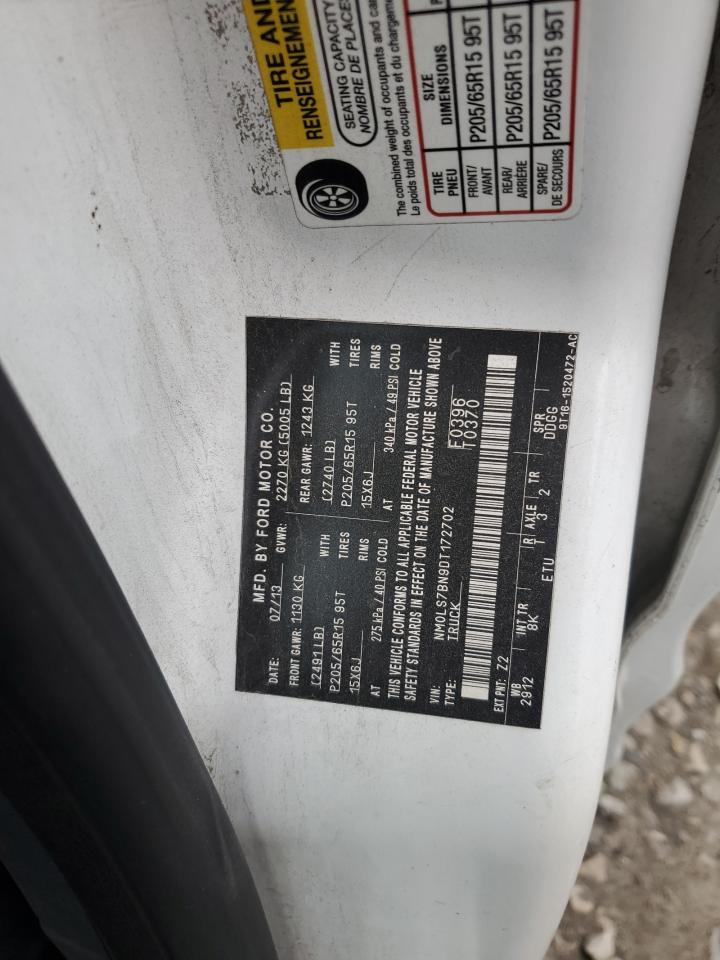 TIRE AND
RENSEIGNEMEN
SEATING CAPACITY
NOMBRE DE PLACE
The combined weight of occupants and
Le poids total des occupants et du chargeme
TIRE
PNEU
SIZE
DIMENSIONS
FRONT/
AVANT
P205/65R15 95T
REAR/
ARRIÈRE
P205/65R15 95T
SPARE/
DE SECOURS
P205/65R15 95T
MFD. BY FORD MOTOR CO.
DATE: 07/13 GVWR: 2270 KG (5005 LB)
FRONT GAWR: 1130 KG REAR GAWR: 1243 KG
(2491 LB) WITH (2740 LB) WITH
P205/65R15 95T TIRES P205/65R15 95T TIRES
15X6J RIMS 15X6J RIMS
AT 275 kPa / 40 PSI COLD AT 340 kPa / 49 PSI COLD
THIS VEHICLE CONFORMS TO ALL APPLICABLE FEDERAL MOTOR VEHICLE
SAFETY STANDARDS IN EFFECT ON THE DATE OF MANUFACTURE SHOWN ABOVE
VIN: NM0LS7BN9DT172702 F0396
TYPE: TRUCK T0370
EXT PNT: Z2
WB INT TR R AXLE TR SPR
2912 8K 1 3 2 DDGG
ETU 9T16-1520472-AC